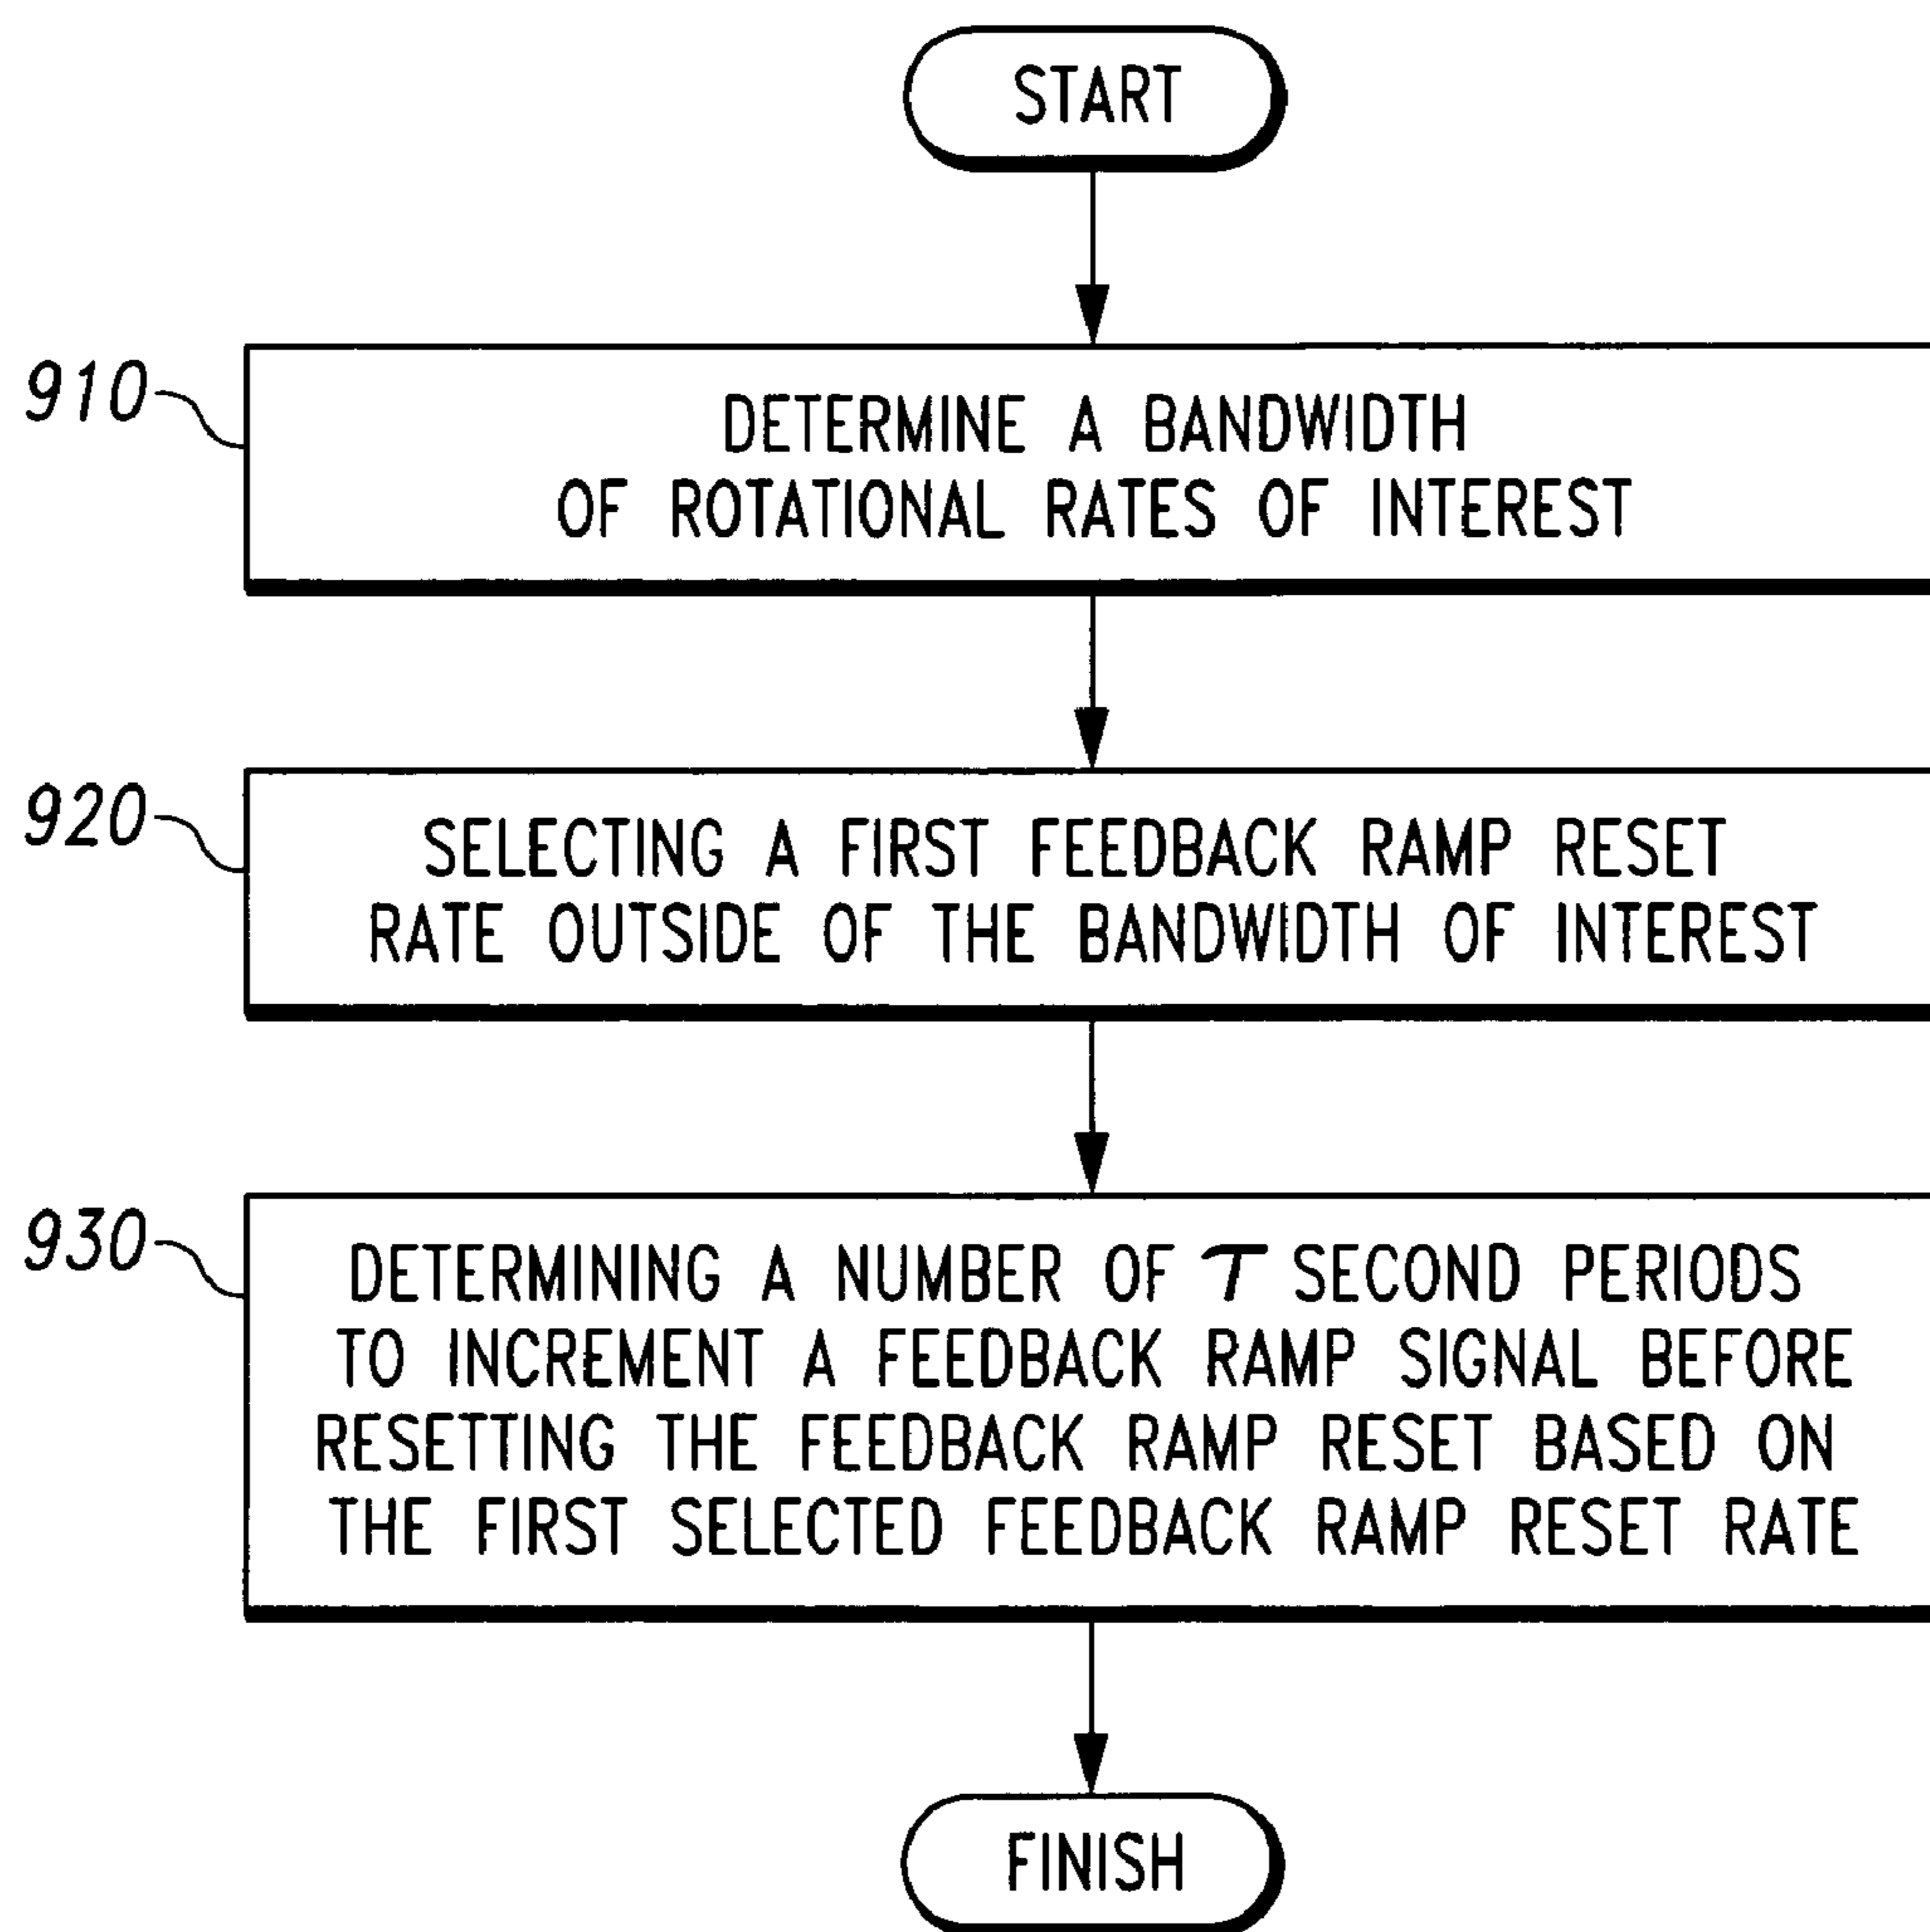 START
910
DETERMINE A BANDWIDTH
OF ROTATIONAL RATES OF INTEREST
920
SELECTING A FIRST FEEDBACK RAMP RESET
RATE OUTSIDE OF THE BANDWIDTH OF INTEREST
930
DETERMINING A NUMBER OF τ SECOND PERIODS
TO INCREMENT A FEEDBACK RAMP SIGNAL BEFORE
RESETTING THE FEEDBACK RAMP RESET BASED ON
THE FIRST SELECTED FEEDBACK RAMP RESET RATE
FINISH